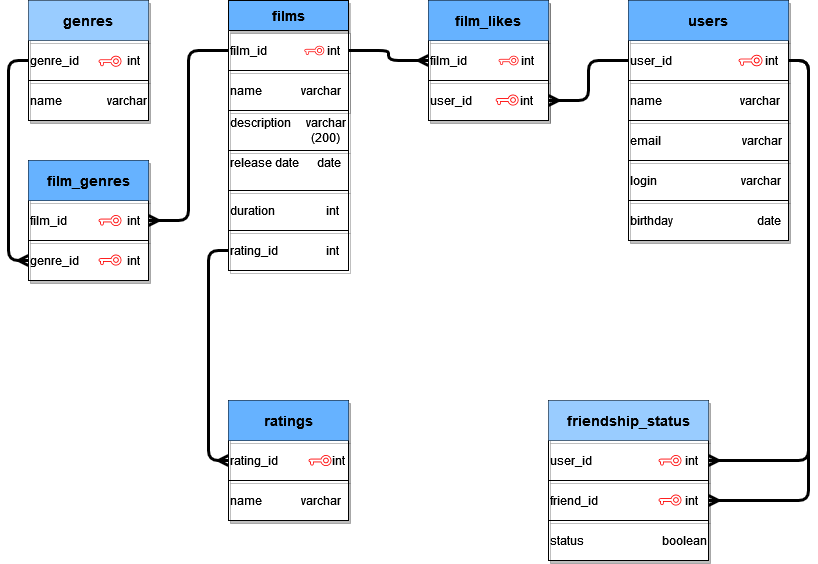 genres
genre_id int
name varchar
film_genres
film_id int
genre_id int
films
film_id int
name varchar
description varchar
(200)
release date date
duration int
rating_id int
ratings
rating_id int
name varchar
film_likes
film_id int
user_id int
users
user_id int
name varchar
email varchar
login varchar
birthday date
friendship_status
user_id int
friend_id int
status boolean